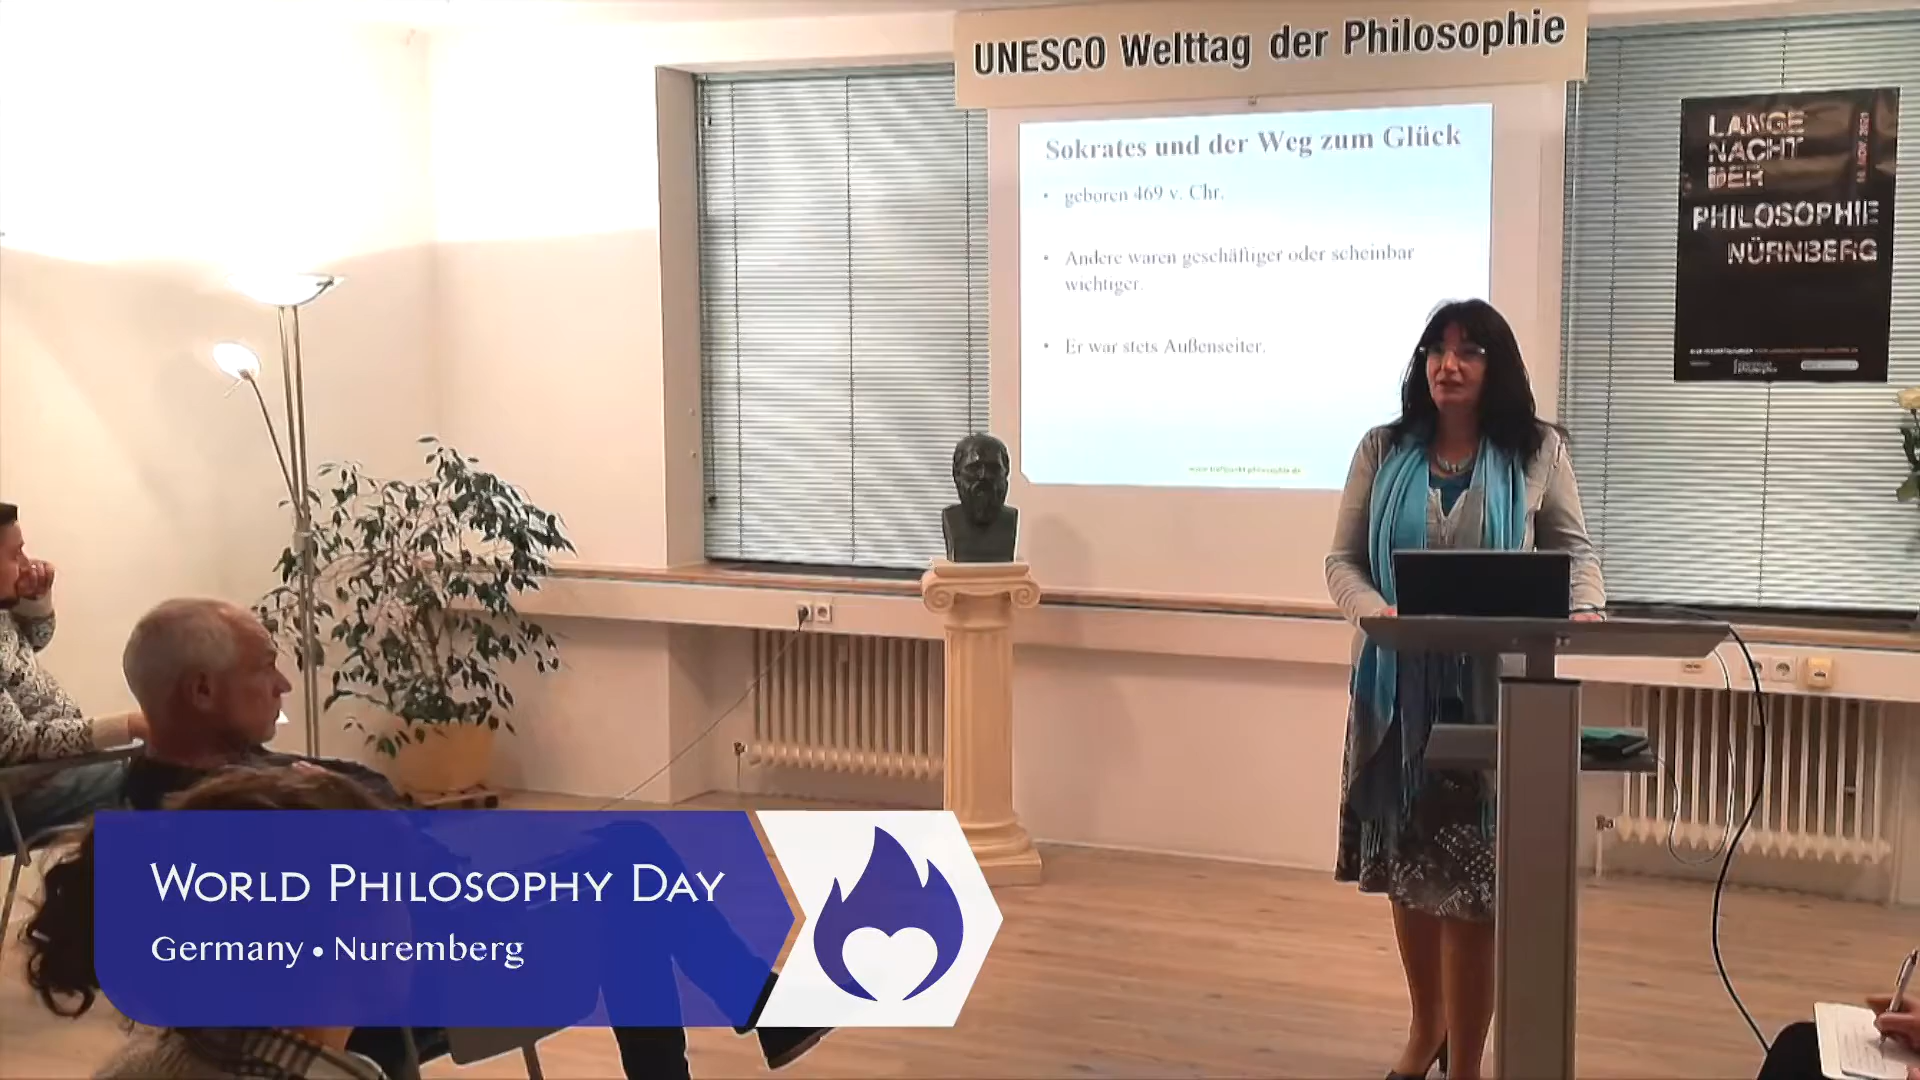 UNESCO Welttag der Philosophie
Sokrates und der Weg zum Glück
• geboren 469 v. Chr.
• Andere waren geschäftiger oder scheinbar
wichtiger.
• Er war stets Außenseiter.
LANGE
NACHT
DER
PHILOSOPHIE
NÜRNBERG
WORLD PHILOSOPHY DAY
Germany • Nuremberg